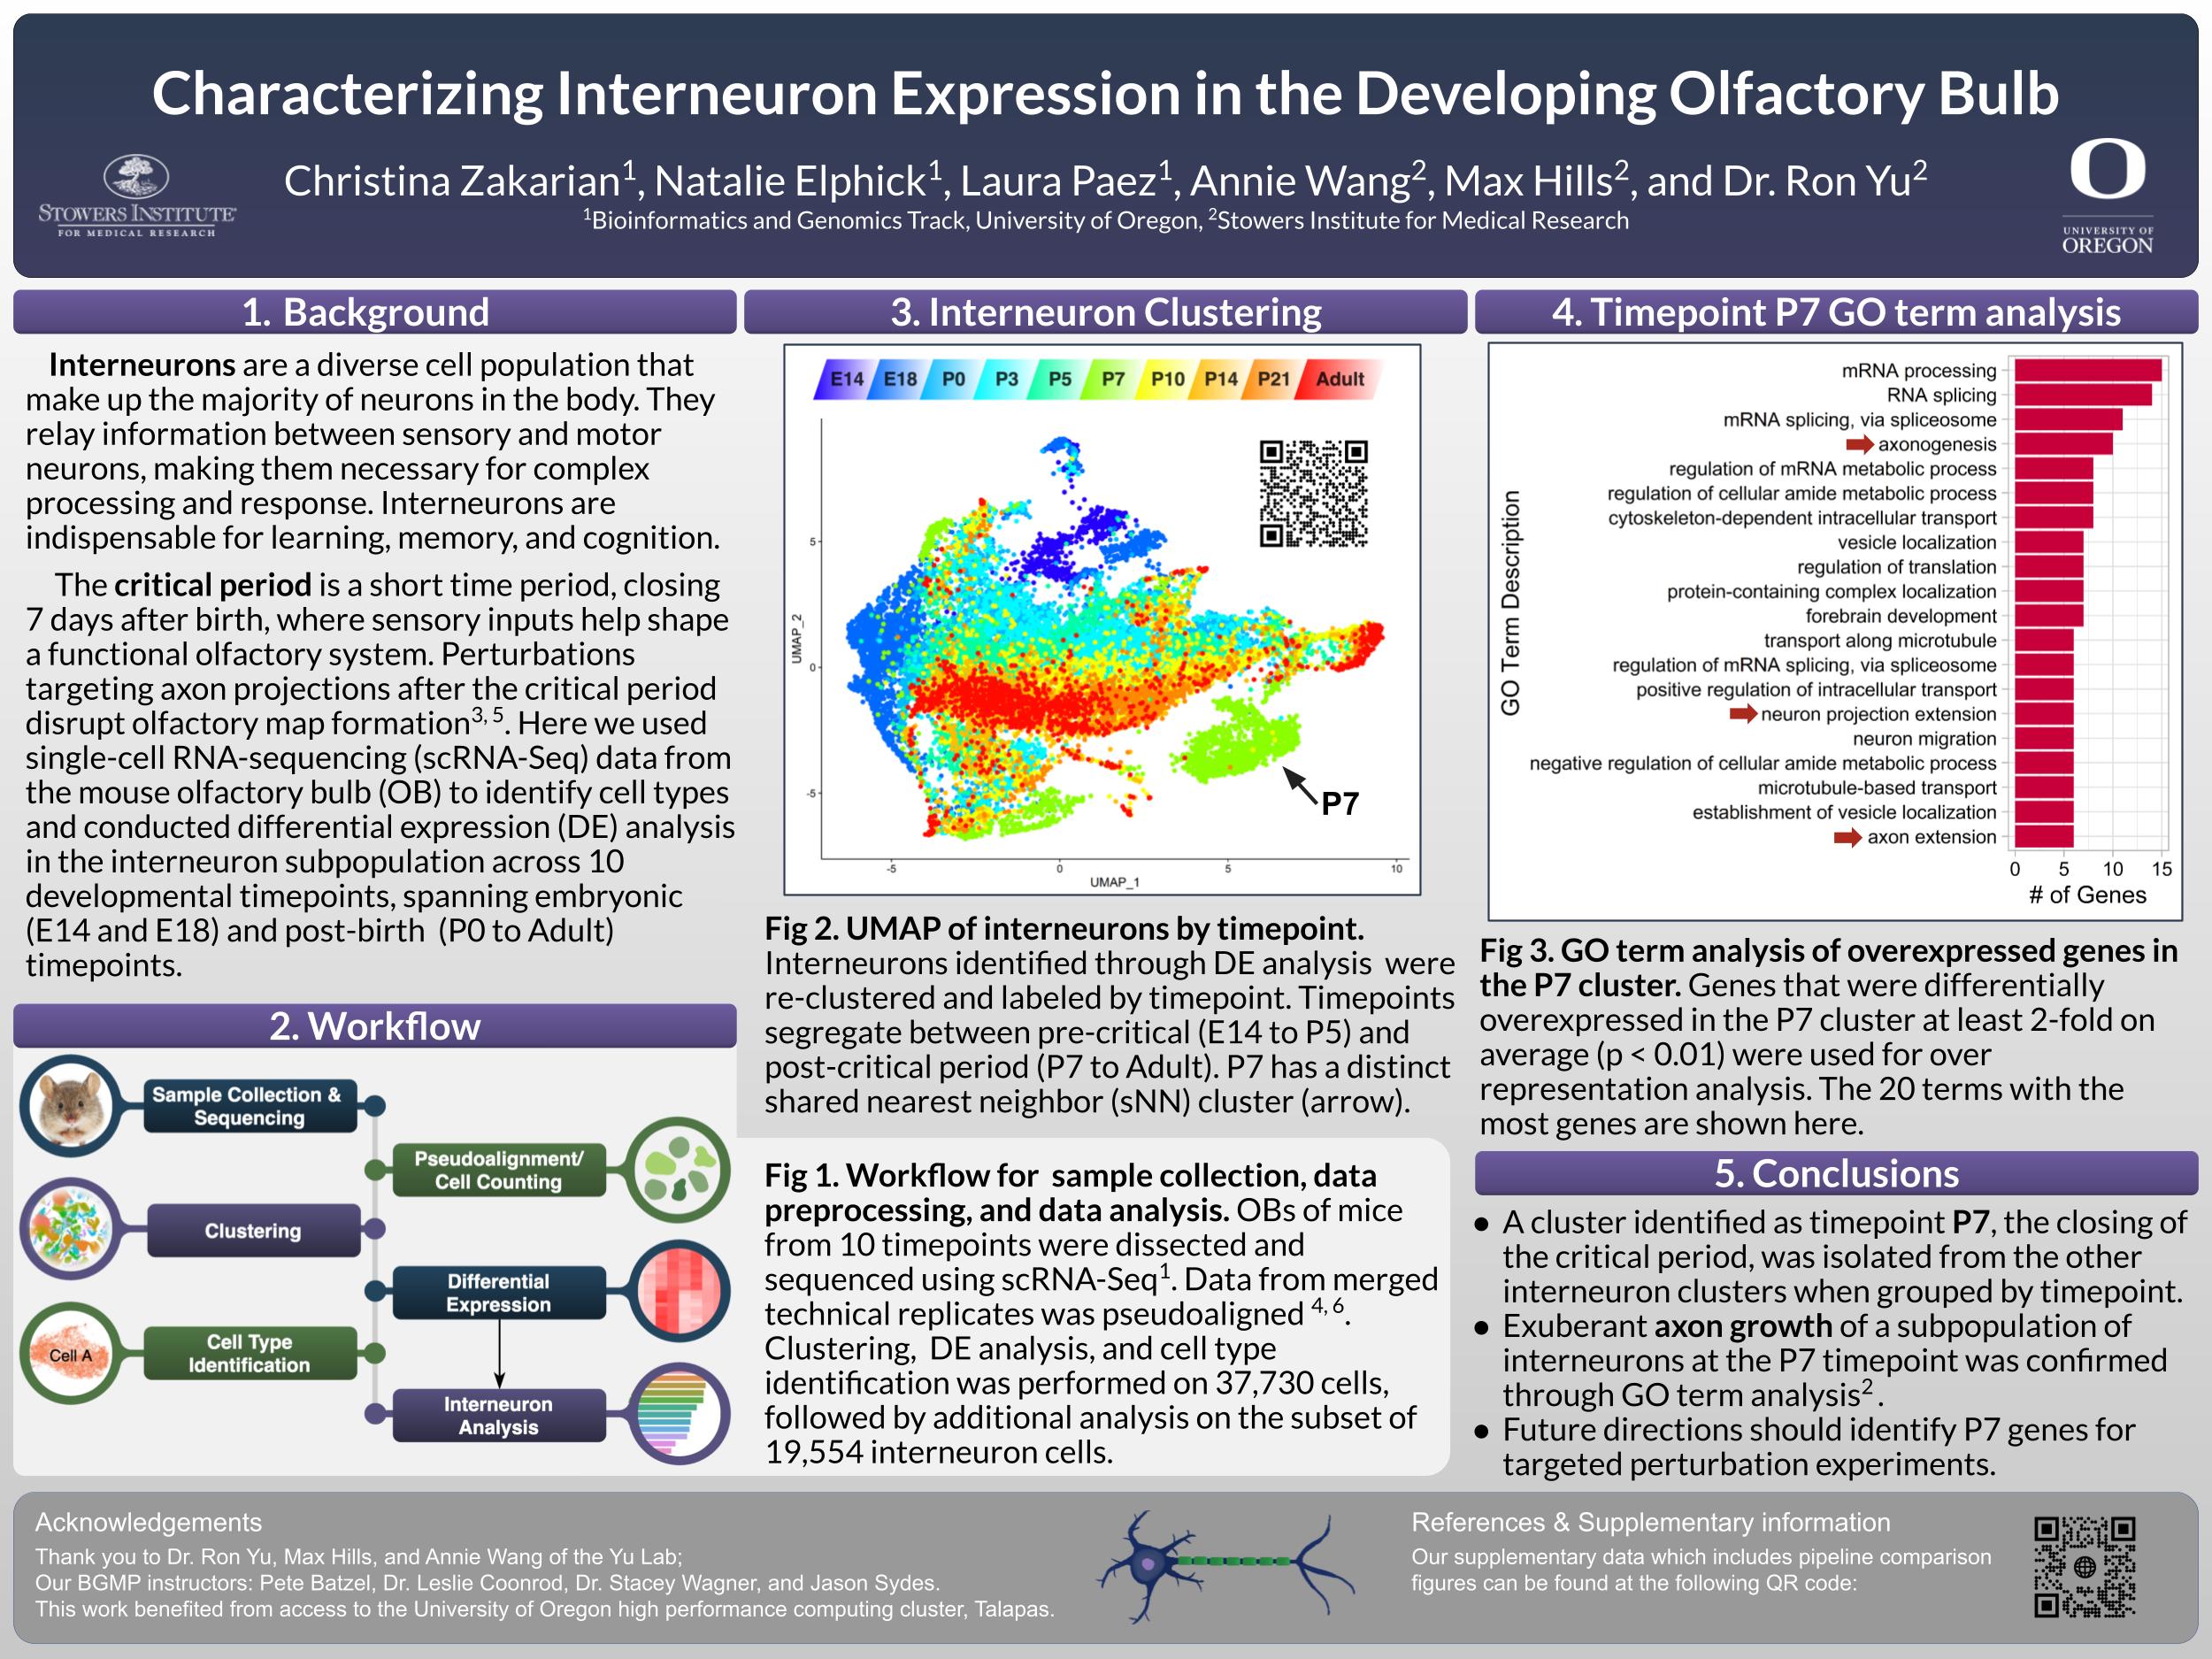 Characterizing Interneuron Expression in the Developing Olfactory Bulb
Christina Zakarian1, Natalie Elphick1, Laura Paez1, Annie Wang2, Max Hills2, and Dr. Ron Yu2
1Bioinformatics and Genomics Track, University of Oregon, 2Stowers Institute for Medical Research
STOWERS INSTITUTE
FOR MEDICAL RESEARCH
O
UNIVERSITY OF
OREGON
1. Background
Interneurons are a diverse cell population that
make up the majority of neurons in the body. They
relay information between sensory and motor
neurons, making them necessary for complex
processing and response. Interneurons are
indispensable for learning, memory, and cognition.
The critical period is a short time period, closing
7 days after birth, where sensory inputs help shape
a functional olfactory system. Perturbations
targeting axon projections after the critical period
disrupt olfactory map formation3, 5. Here we used
single-cell RNA-sequencing (scRNA-Seq) data from
the mouse olfactory bulb (OB) to identify cell types
and conducted differential expression (DE) analysis
in the interneuron subpopulation across 10
developmental timepoints, spanning embryonic
(E14 and E18) and post-birth (P0 to Adult)
timepoints.
2. Workflow
Sample Collection &
Sequencing
Pseudoalignment/
Cell Counting
Clustering
Differential
Expression
Cell A
Cell Type
Identification
Interneuron
Analysis
3. Interneuron Clustering
E14 E18 P0 P3 P5 P7 P10 P14 P21 Adult
UMAP_2
5
0
-5
P7
-5 0 5 10
UMAP_1
Fig 2. UMAP of interneurons by timepoint.
Interneurons identified through DE analysis were
re-clustered and labeled by timepoint. Timepoints
segregate between pre-critical (E14 to P5) and
post-critical period (P7 to Adult). P7 has a distinct
shared nearest neighbor (sNN) cluster (arrow).
Fig 1. Workflow for sample collection, data
preprocessing, and data analysis. OBs of mice
from 10 timepoints were dissected and
sequenced using scRNA-Seq1. Data from merged
technical replicates was pseudoaligned 4, 6.
Clustering, DE analysis, and cell type
identification was performed on 37,730 cells,
followed by additional analysis on the subset of
19,554 interneuron cells.
4. Timepoint P7 GO term analysis
GO Term Description
mRNA processing
RNA splicing
mRNA splicing, via spliceosome
axonogenesis
regulation of mRNA metabolic process
regulation of cellular amide metabolic process
cytoskeleton-dependent intracellular transport
vesicle localization
regulation of translation
protein-containing complex localization
forebrain development
transport along microtubule
regulation of mRNA splicing, via spliceosome
positive regulation of intracellular transport
neuron projection extension
neuron migration
negative regulation of cellular amide metabolic process
microtubule-based transport
establishment of vesicle localization
axon extension
0 5 10 15
# of Genes
Fig 3. GO term analysis of overexpressed genes in
the P7 cluster. Genes that were differentially
overexpressed in the P7 cluster at least 2-fold on
average (p < 0.01) were used for over
representation analysis. The 20 terms with the
most genes are shown here.
5. Conclusions
● A cluster identified as timepoint P7, the closing of
the critical period, was isolated from the other
interneuron clusters when grouped by timepoint.
● Exuberant axon growth of a subpopulation of
interneurons at the P7 timepoint was confirmed
through GO term analysis2 .
● Future directions should identify P7 genes for
targeted perturbation experiments.
Acknowledgements
Thank you to Dr. Ron Yu, Max Hills, and Annie Wang of the Yu Lab;
Our BGMP instructors: Pete Batzel, Dr. Leslie Coonrod, Dr. Stacey Wagner, and Jason Sydes.
This work benefited from access to the University of Oregon high performance computing cluster, Talapas.
References & Supplementary information
Our supplementary data which includes pipeline comparison
figures can be found at the following QR code: